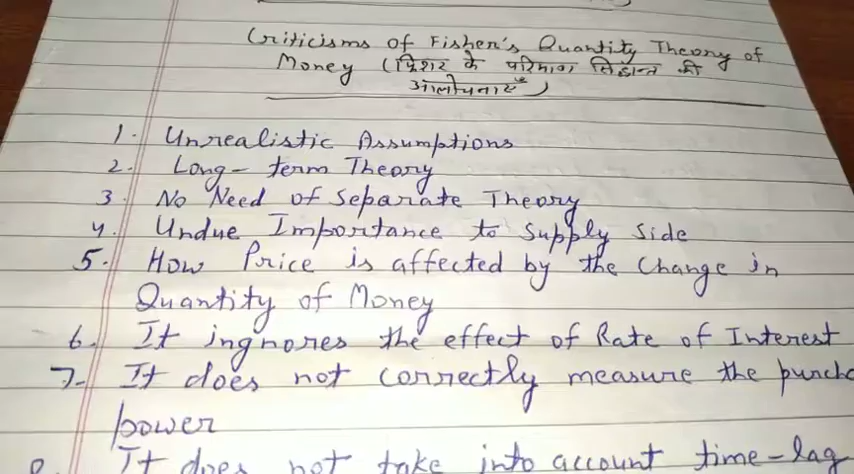 Criticisms of Fisher's Quantity Theory of
Money (फिशर के परिमाण सिद्धान्त की
आलोचनाएँ)
1. Unrealistic Assumptions
2. Long-term Theory
3. No Need of Separate Theory
4. Undue Importance to Supply Side
5. How Price is affected by the Change in
Quantity of Money
6. It ingnores the effect of Rate of Interest
7. It does not correctly measure the purcha
power
8. It does not take into account time-lag